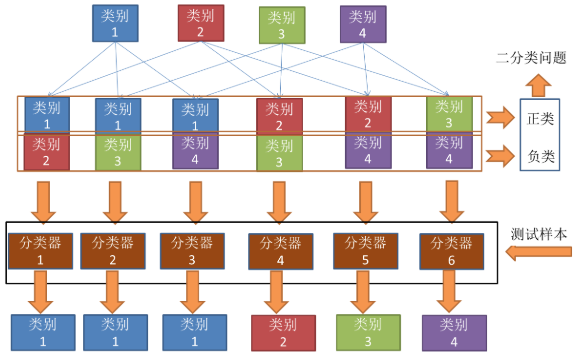 类别 类别 类别 类别
1 2 3 4
二分类问题
类别 类别 类别 类别 类别 类别
1 1 1 2 2 3
正类
类别 类别 类别 类别 类别 类别
2 3 4 3 4 4
负类
测试样本
分类器 分类器 分类器 分类器 分类器 分类器
1 2 3 4 5 6
类别 类别 类别 类别 类别 类别
1 1 1 2 3 4